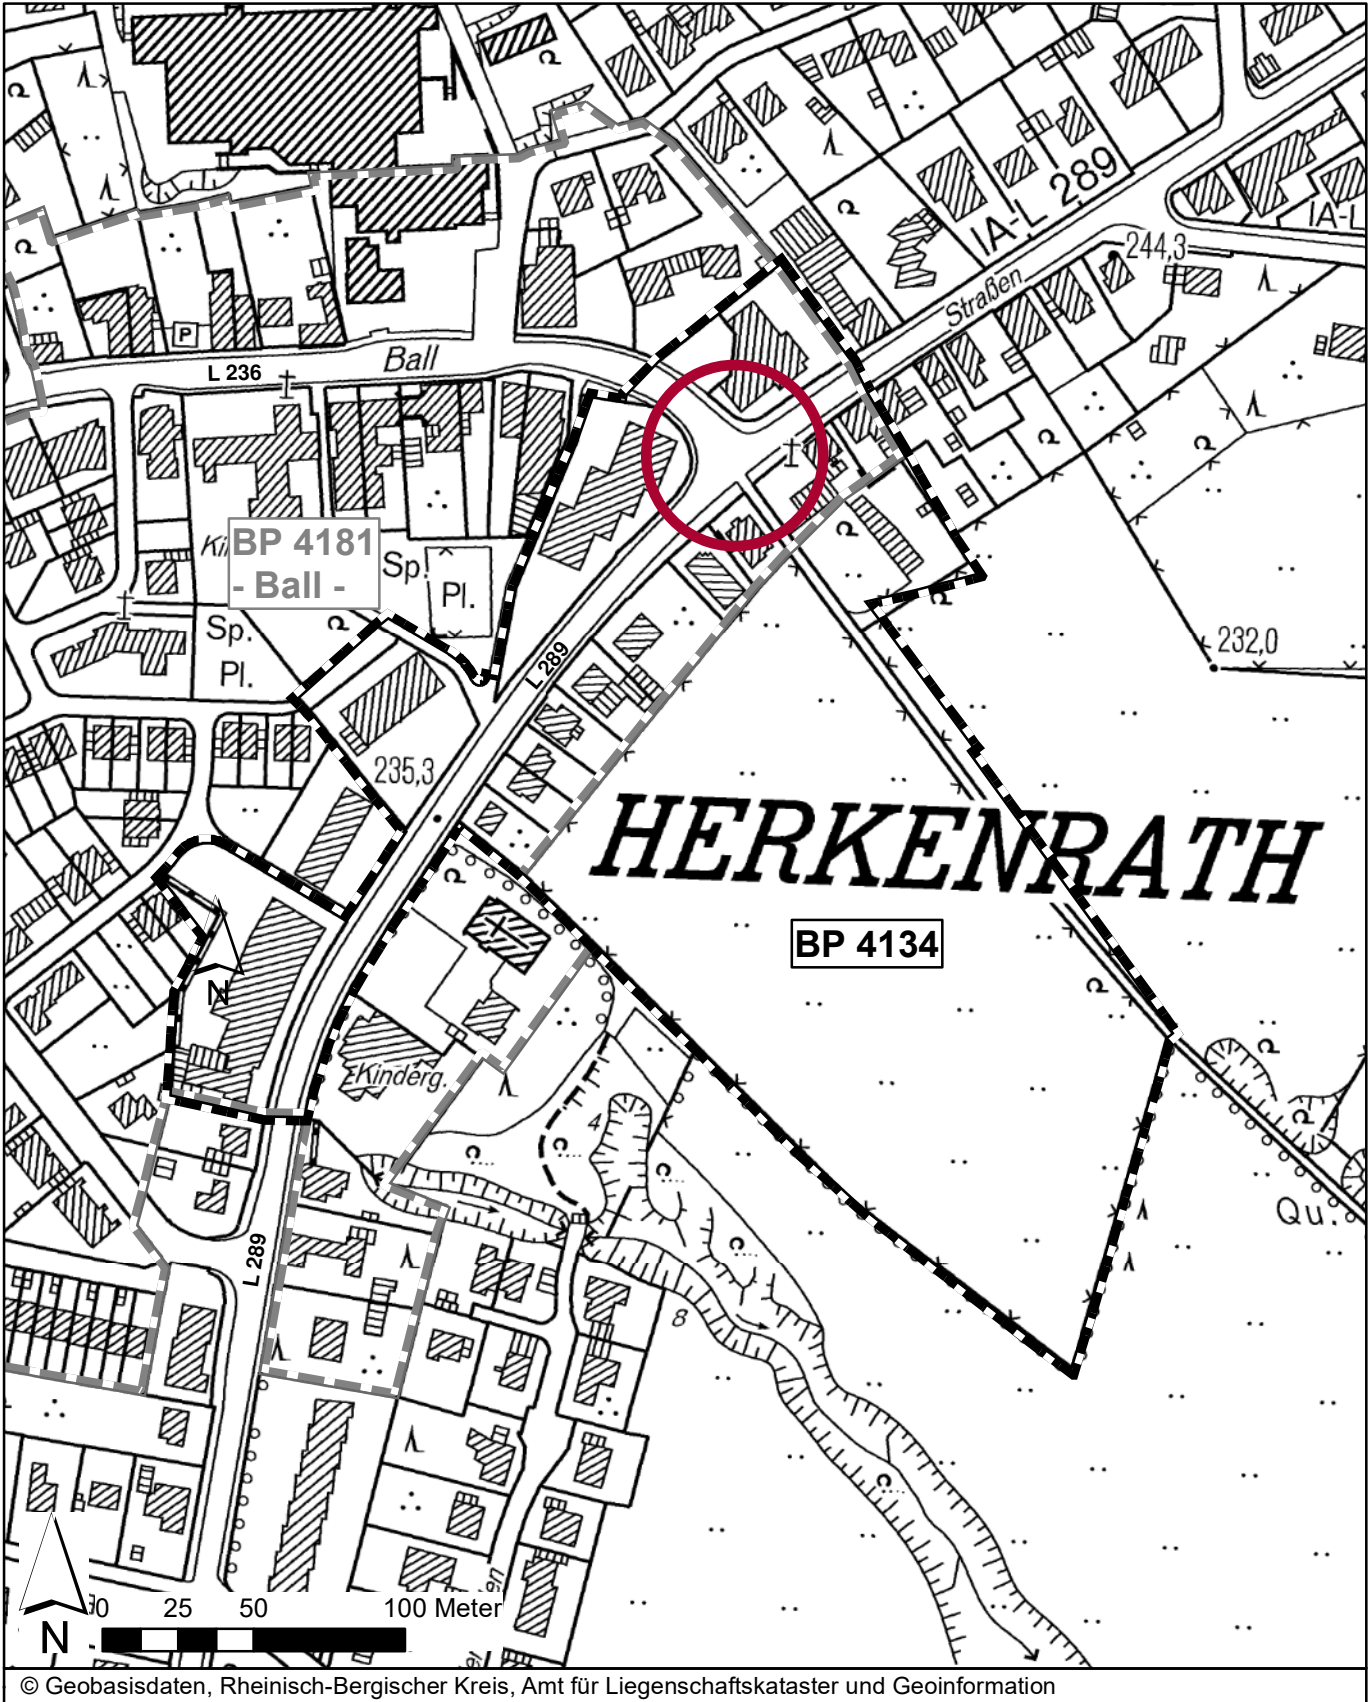 IA-L 289
IA-L
244,3
Straßen
P
Ball
L 236
BP 4181
- Ball -
Sp.
Pl.
Sp.
Pl.
L 289
232,0
235,3
HERKENRATH
BP 4134
N
Kinderg.
4
Qu.
L 289
8
N
0 25 50 100 Meter
© Geobasisdaten, Rheinisch-Bergischer Kreis, Amt für Liegenschaftskataster und Geoinformation